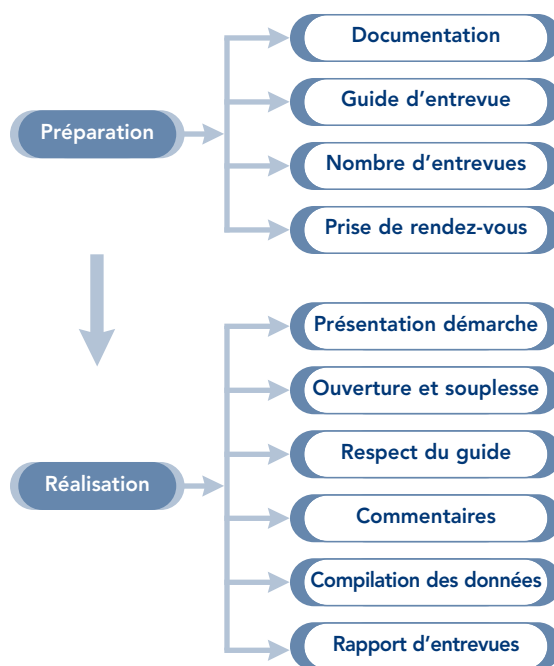 Préparation
Documentation
Guide d'entrevue
Nombre d'entrevues
Prise de rendez-vous
Réalisation
Présentation démarche
Ouverture et souplesse
Respect du guide
Commentaires
Compilation des données
Rapport d'entrevues